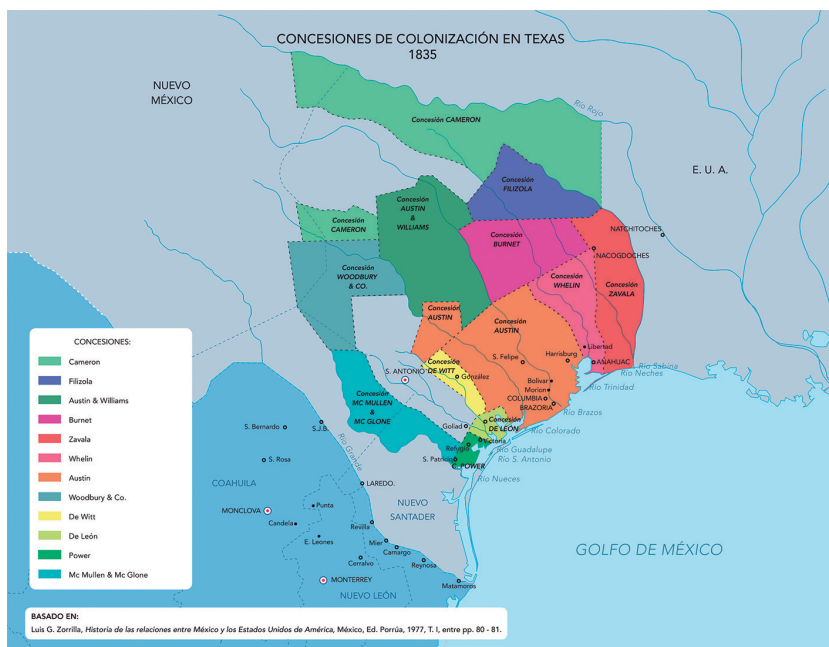 CONCESIONES DE COLONIZACIÓN EN TEXAS
1835
NUEVO
MÉXICO
Río Rojo
Concesión CAMERON
E. U. A.
Concesión
FILIZOLA
Concesión
AUSTIN
&
WILLIAMS
Concesión
CAMERON
Concesión
BURNET
NATCHITOCHES
NACOGDOCHES
Concesión
WOODBURY
& CO.
Concesión
WHELIN
Concesión
ZAVALA
Concesión
AUSTIN
Concesión
AUSTIN
Libertad
Harrisburg
S. Felipe
ANÁHUAC
Río Sabina
Río Neches
Río Trinidad
Concesión
DE WITT
S. ANTONIO
González
Bolivar
Morion
COLUMBIA
BRAZORIA
Río Brazos
Concesión
MC MULLEN
& MC GLONE
Concesión
DE LEÓN
Goliad
Victoria
Río Colorado
Refugio
Río Guadalupe
Río S. Antonio
S. Patricio
C. POWER
Río Nueces
CONCESIONES:
Cameron
Filizola
Austin & Williams
Burnet
Zavala
Whelin
Austin
Woodbury & Co.
De Witt
De León
Power
Mc Mullen & Mc Glone
S. Bernardo
S.J.B.
Río Grande
S. Rosa
COAHUILA
LAREDO.
NUEVO
SANTADER
MONCLOVA
Punta
Candela
Revilla
E. Leones
Mier
Camargo
Cerralvo
Reynosa
MONTERREY
Matamoros
NUEVO LEÓN
GOLFO DE MÉXICO
BASADO EN:
Luis G. Zorrilla, Historia de las relaciones entre México y los Estados Unidos de América, México, Ed. Porrúa, 1977, T. I, entre pp. 80 - 81.